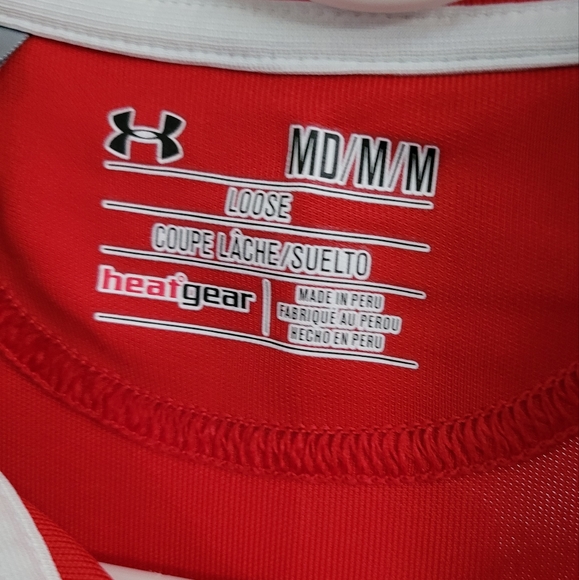 MD/M/M
LOOSE
COUPE LÂCHE/SUELTO
heatgear
MADE IN PERU
FABRIQUE AU PEROU
HECHO EN PERU